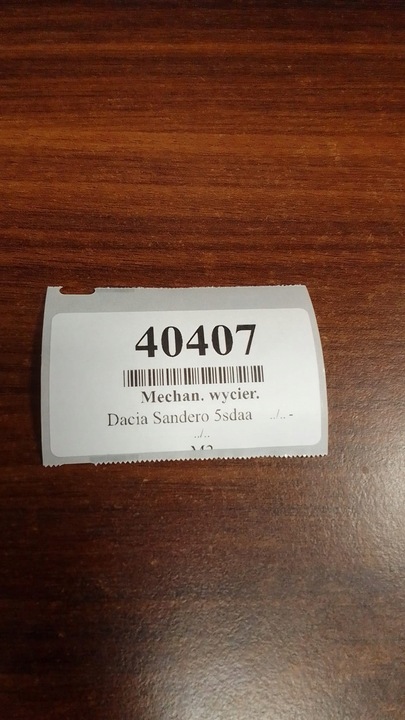 40407
Mechan. wycier.
Dacia Sandero 5sdaa ../.. -
../..